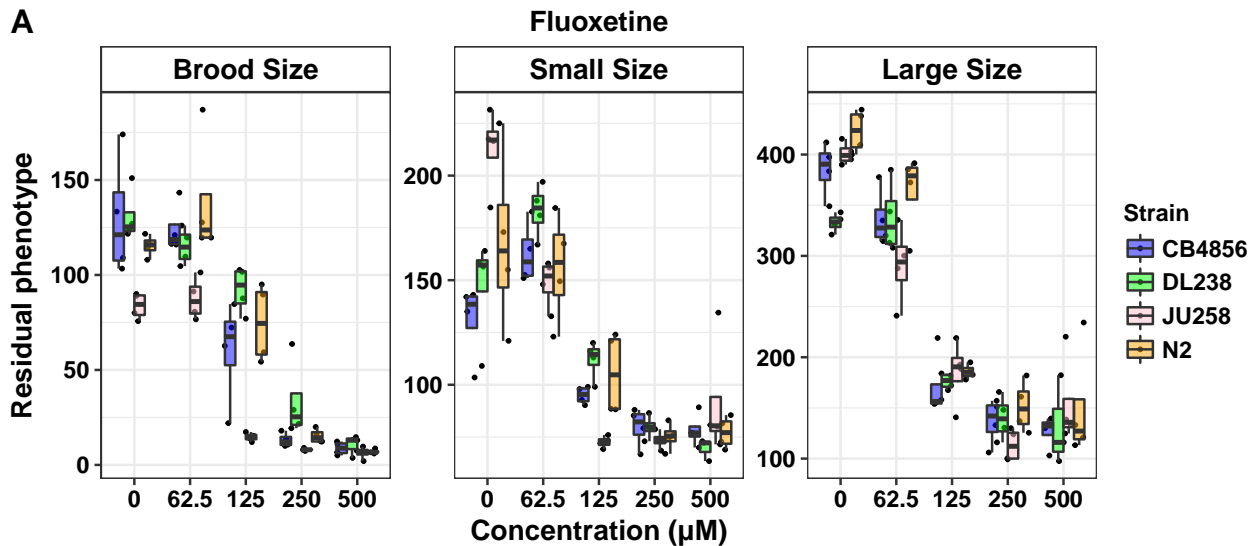 A
Fluoxetine
Brood Size
Small Size
Large Size
Residual phenotype
150
100
50
0
200
150
100
400
300
200
100
0 62.5 125 250 500
0 62.5 125 250 500
0 62.5 125 250 500
Concentration (µM)
Strain
CB4856
DL238
JU258
N2